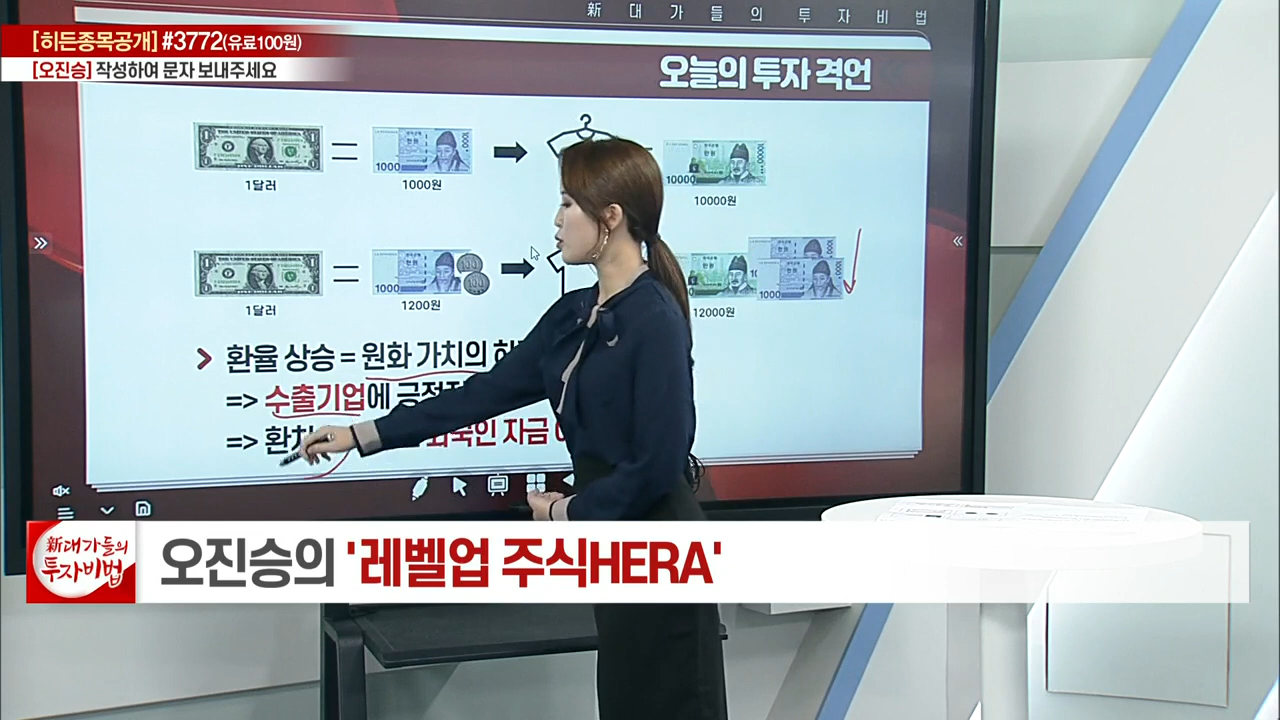 新 대 가 들 의 투 자 비 법
[히든종목공개] #3772(유료100원)
[오진승] 작성하여 문자 보내주세요
오늘의 투자 격언
1달러
1000원
10000원
1달러
1200원
12000원
환율 상승 = 원화 가치의
=> 수출기업에
=> 외국인 자금
新대가들의
투자비법
오진승의 '레벨업 주식HERA'